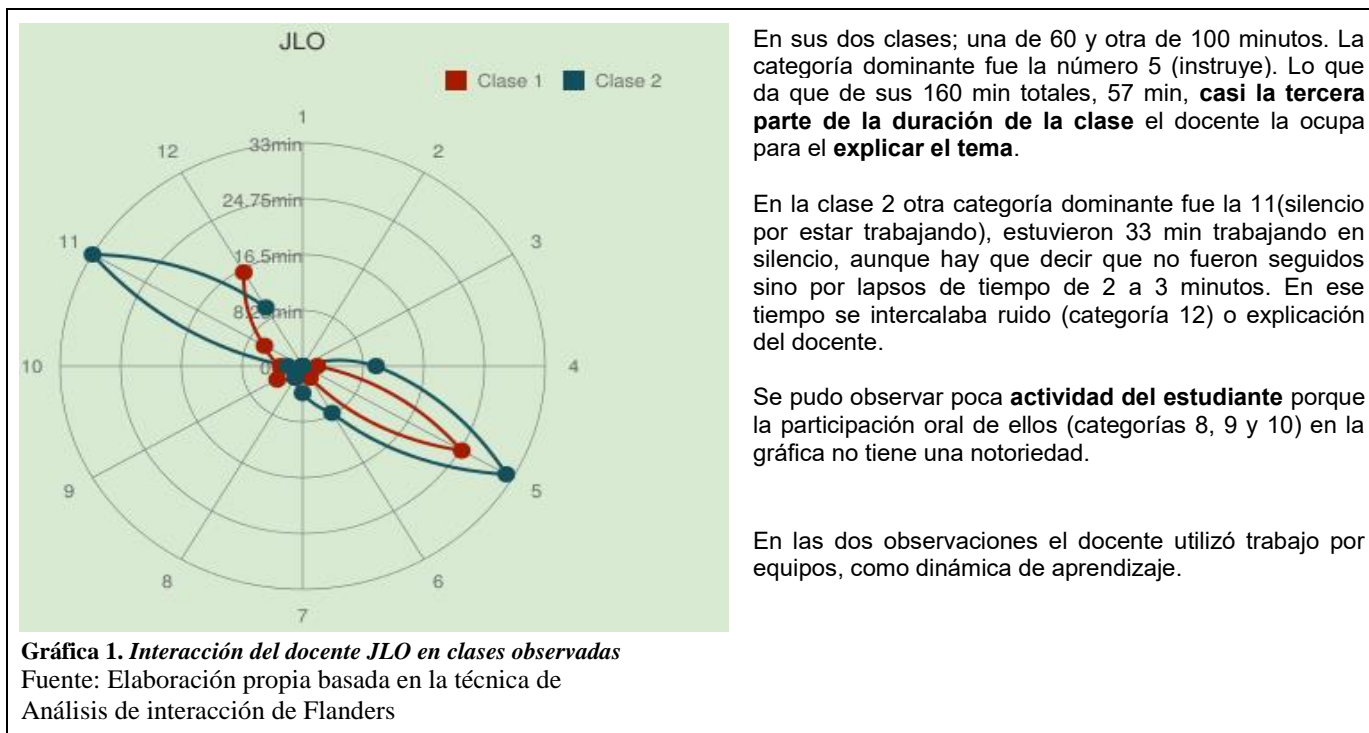 JLO
Clase 1 Clase 2
1
2
3
4
5
6
7
8
9
10
11
12
33min
24.75min
16.5min
En sus dos clases; una de 60 y otra de 100 minutos. La
categoría dominante fue la número 5 (instruye). Lo que
da que de sus 160 min totales, 57 min, casi la tercera
parte de la duración de la clase el docente la ocupa
para el explicar el tema.
En la clase 2 otra categoría dominante fue la 11(silencio
por estar trabajando), estuvieron 33 min trabajando en
silencio, aunque hay que decir que no fueron seguidos
sino por lapsos de tiempo de 2 a 3 minutos. En ese
tiempo se intercalaba ruido (categoría 12) o explicación
del docente.
Se pudo observar poca actividad del estudiante porque
la participación oral de ellos (categorías 8, 9 y 10) en la
gráfica no tiene una notoriedad.
En las dos observaciones el docente utilizó trabajo por
equipos, como dinámica de aprendizaje.
Gráfica 1. Interacción del docente JLO en clases observadas
Fuente: Elaboración propia basada en la técnica de
Análisis de interacción de Flanders